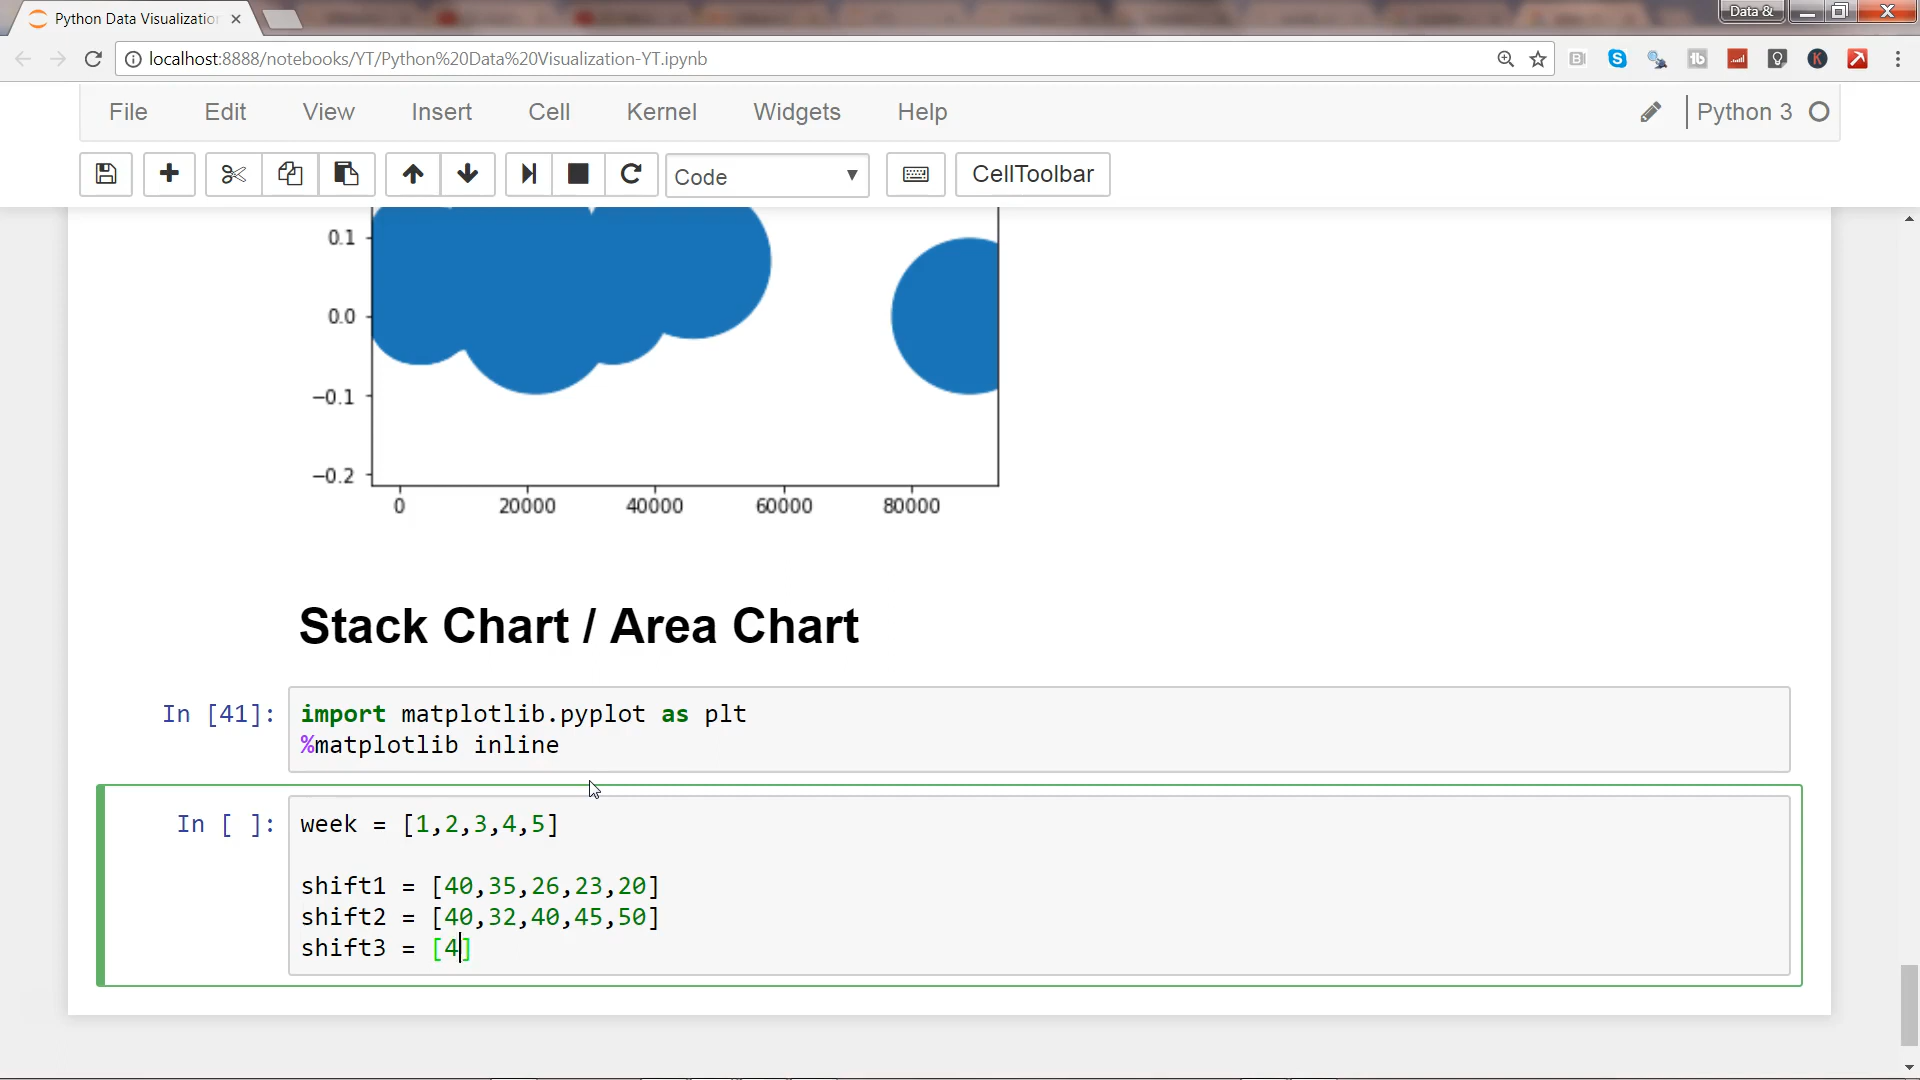 Python Data Visualization
Data &
localhost:8888/notebooks/YT/Python%20Data%20Visualization-YT.ipynb
File Edit View Insert Cell Kernel Widgets Help
Python 3
Code
CellToolbar
0.1
0.0
−0.1
−0.2
0 20000 40000 60000 80000
Stack Chart / Area Chart
In [41]:
import matplotlib.pyplot as plt
%matplotlib inline
In [ ]:
week = [1,2,3,4,5]
shift1 = [40,35,26,23,20]
shift2 = [40,32,40,45,50]
shift3 = [4]